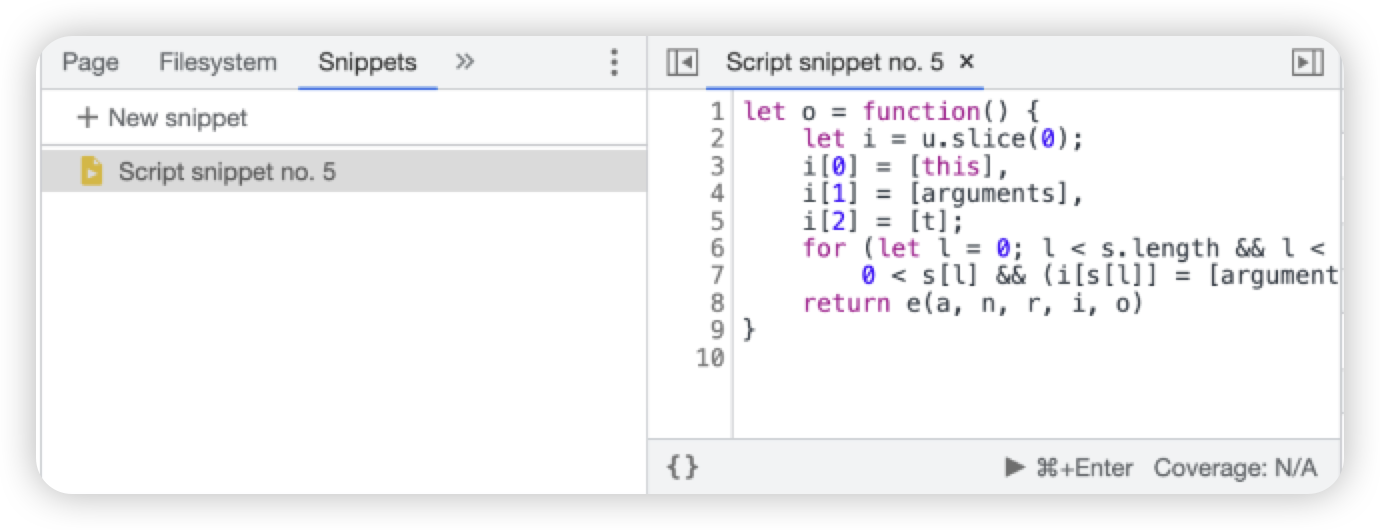 Page Filesystem Snippets »
+ New snippet
Script snippet no. 5
Script snippet no. 5 ×
1 let o = function() {
2     let i = u.slice(0);
3     i[0] = [this],
4     i[1] = [arguments],
5     i[2] = [t];
6     for (let l = 0; l < s.length && l <
7         0 < s[l] && (i[s[l]] = [argument
8     return e(a, n, r, i, o)
9 }
10
{} ▶ ⌘+Enter Coverage: N/A